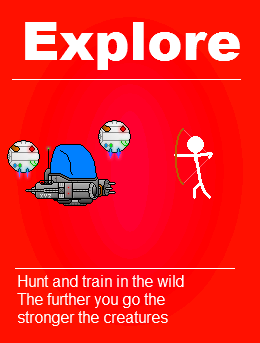 Explore
Hunt and train in the wild
The further you go the
stronger the creatures